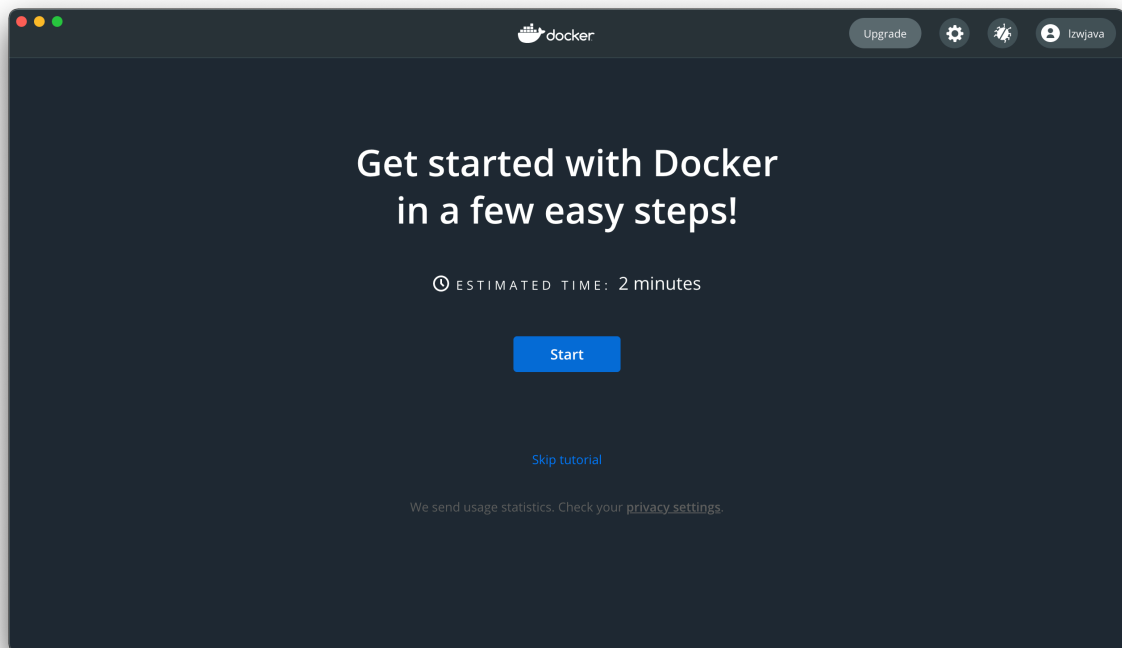 docker
Upgrade
lzwjava
Get started with Docker
in a few easy steps!
ESTIMATED TIME: 2 minutes
Start
Skip tutorial
We send usage statistics. Check your privacy settings.